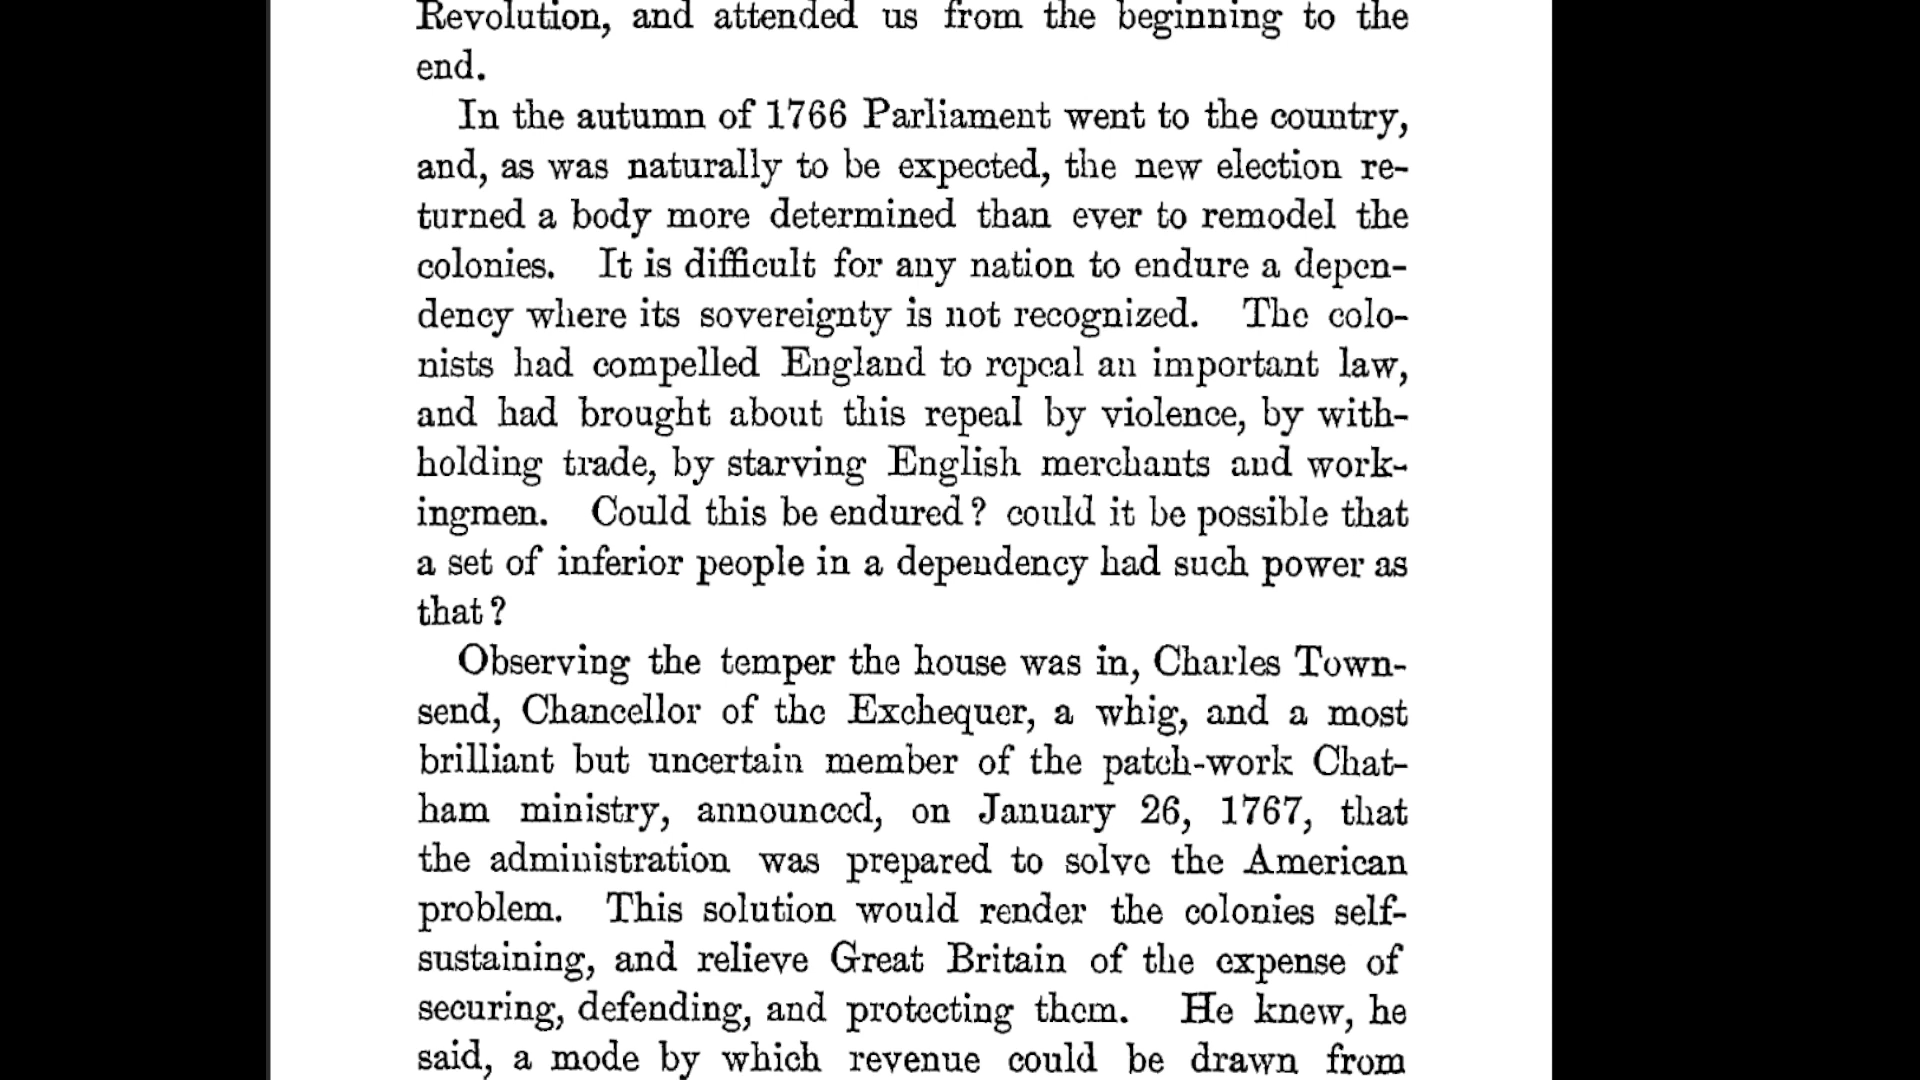 Revolution, and attended us from the beginning to the
end.
In the autumn of 1766 Parliament went to the country,
and, as was naturally to be expected, the new election re-
turned a body more determined than ever to remodel the
colonies. It is difficult for any nation to endure a depen-
dency where its sovereignty is not recognized. The colo-
nists had compelled England to repeal an important law,
and had brought about this repeal by violence, by with-
holding trade, by starving English merchants and work-
ingmen. Could this be endured? could it be possible that
a set of inferior people in a dependency had such power as
that?
Observing the temper the house was in, Charles Town-
send, Chancellor of the Exchequer, a whig, and a most
brilliant but uncertain member of the patch-work Chat-
ham ministry, announced, on January 26, 1767, that
the administration was prepared to solve the American
problem. This solution would render the colonies self-
sustaining, and relieve Great Britain of the expense of
securing, defending, and protecting them. He knew, he
said, a mode by which revenue could be drawn from